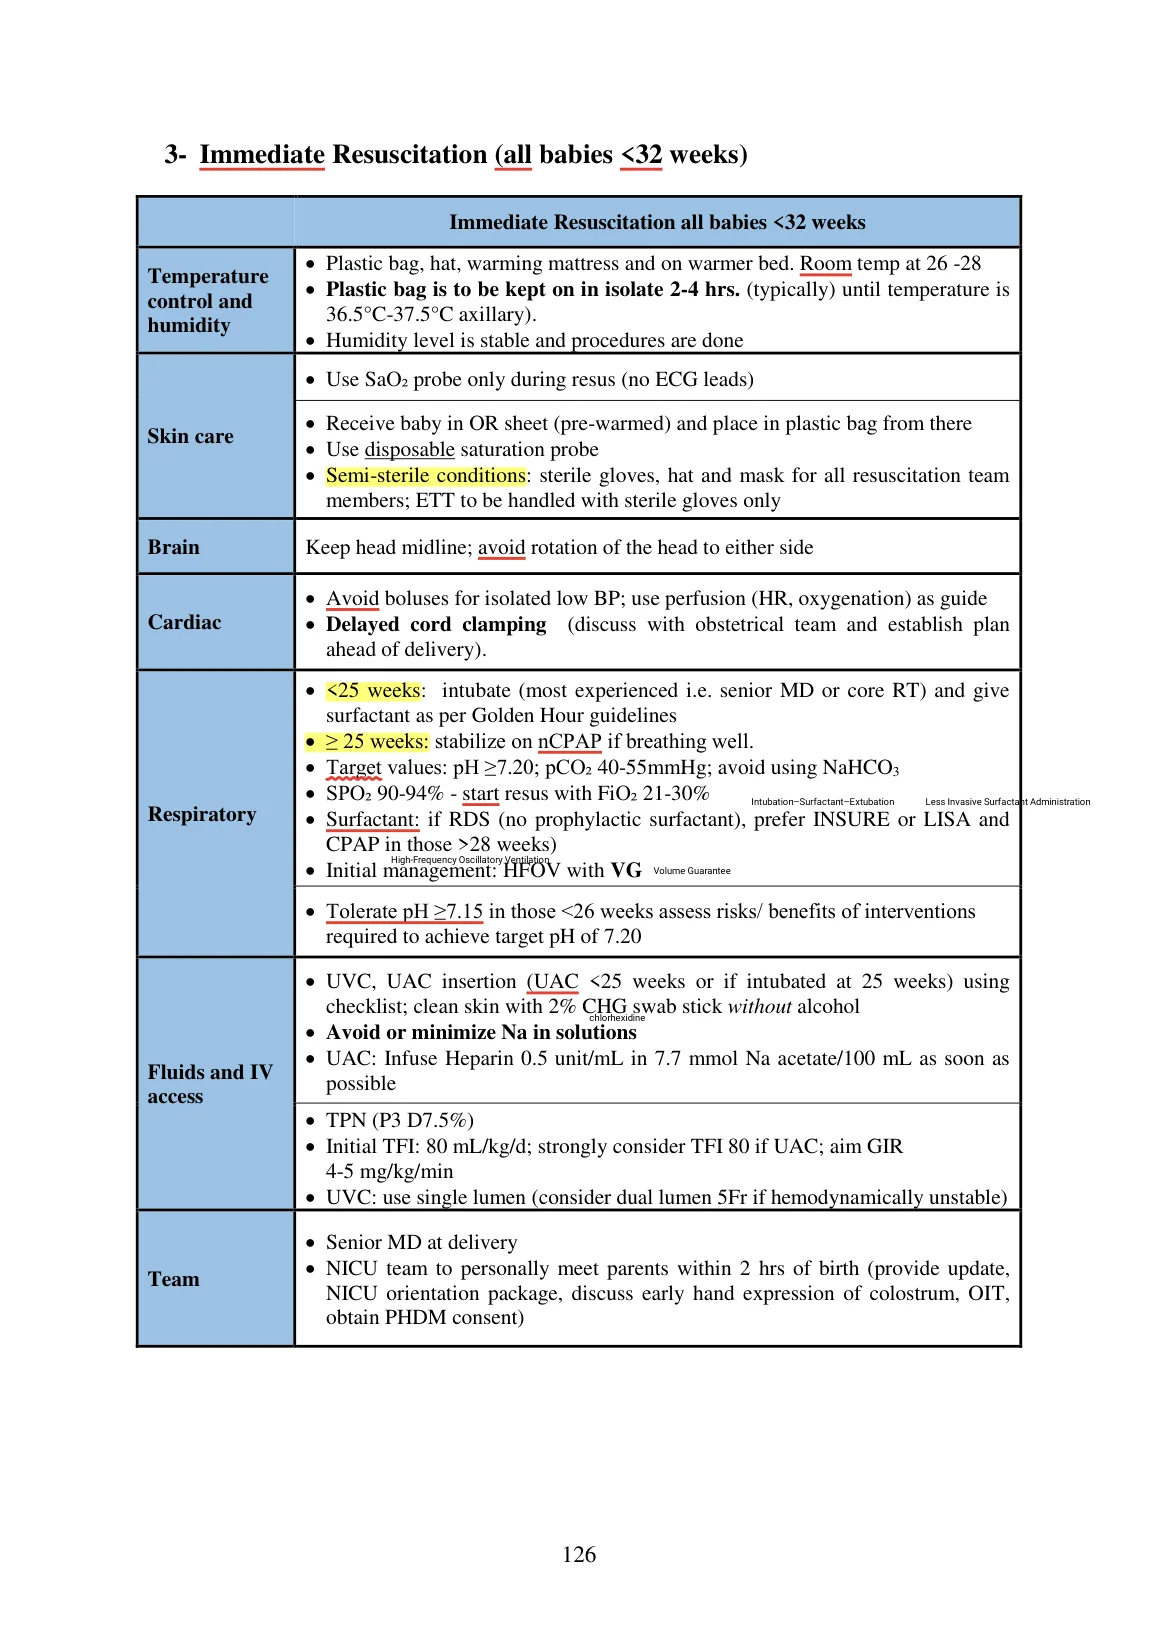 3- Immediate Resuscitation (all babies <32 weeks)
Immediate Resuscitation all babies <32 weeks
Temperature
control and
humidity
• Plastic bag, hat, warming mattress and on warmer bed. Room temp at 26 -28
• Plastic bag is to be kept on in isolate 2-4 hrs. (typically) until temperature is
36.5°C-37.5°C axillary).
• Humidity level is stable and procedures are done
Skin care
• Use SaO₂ probe only during resus (no ECG leads)
• Receive baby in OR sheet (pre-warmed) and place in plastic bag from there
• Use disposable saturation probe
• Semi-sterile conditions: sterile gloves, hat and mask for all resuscitation team
members; ETT to be handled with sterile gloves only
Brain
Keep head midline; avoid rotation of the head to either side
Cardiac
• Avoid boluses for isolated low BP; use perfusion (HR, oxygenation) as guide
• Delayed cord clamping (discuss with obstetrical team and establish plan
ahead of delivery).
Respiratory
• <25 weeks: intubate (most experienced i.e. senior MD or core RT) and give
surfactant as per Golden Hour guidelines
• ≥ 25 weeks: stabilize on nCPAP if breathing well.
• Target values: pH ≥7.20; pCO₂ 40-55mmHg; avoid using NaHCO₃
• SPO₂ 90-94% - start resus with FiO₂ 21-30%
Intubation–Surfactant–Extubation Less Invasive Surfactant Administration
• Surfactant: if RDS (no prophylactic surfactant), prefer INSURE or LISA and
CPAP in those >28 weeks)
High-Frequency Oscillatory Ventilation
• Initial management: HFOV with VG Volume Guarantee
• Tolerate pH ≥7.15 in those <26 weeks assess risks/ benefits of interventions
required to achieve target pH of 7.20
Fluids and IV
access
• UVC, UAC insertion (UAC <25 weeks or if intubated at 25 weeks) using
checklist; clean skin with 2% CHG swab stick without alcohol
chlorhexidine
• Avoid or minimize Na in solutions
• UAC: Infuse Heparin 0.5 unit/mL in 7.7 mmol Na acetate/100 mL as soon as
possible
• TPN (P3 D7.5%)
• Initial TFI: 80 mL/kg/d; strongly consider TFI 80 if UAC; aim GIR
4-5 mg/kg/min
• UVC: use single lumen (consider dual lumen 5Fr if hemodynamically unstable)
Team
• Senior MD at delivery
• NICU team to personally meet parents within 2 hrs of birth (provide update,
NICU orientation package, discuss early hand expression of colostrum, OIT,
obtain PHDM consent)
126